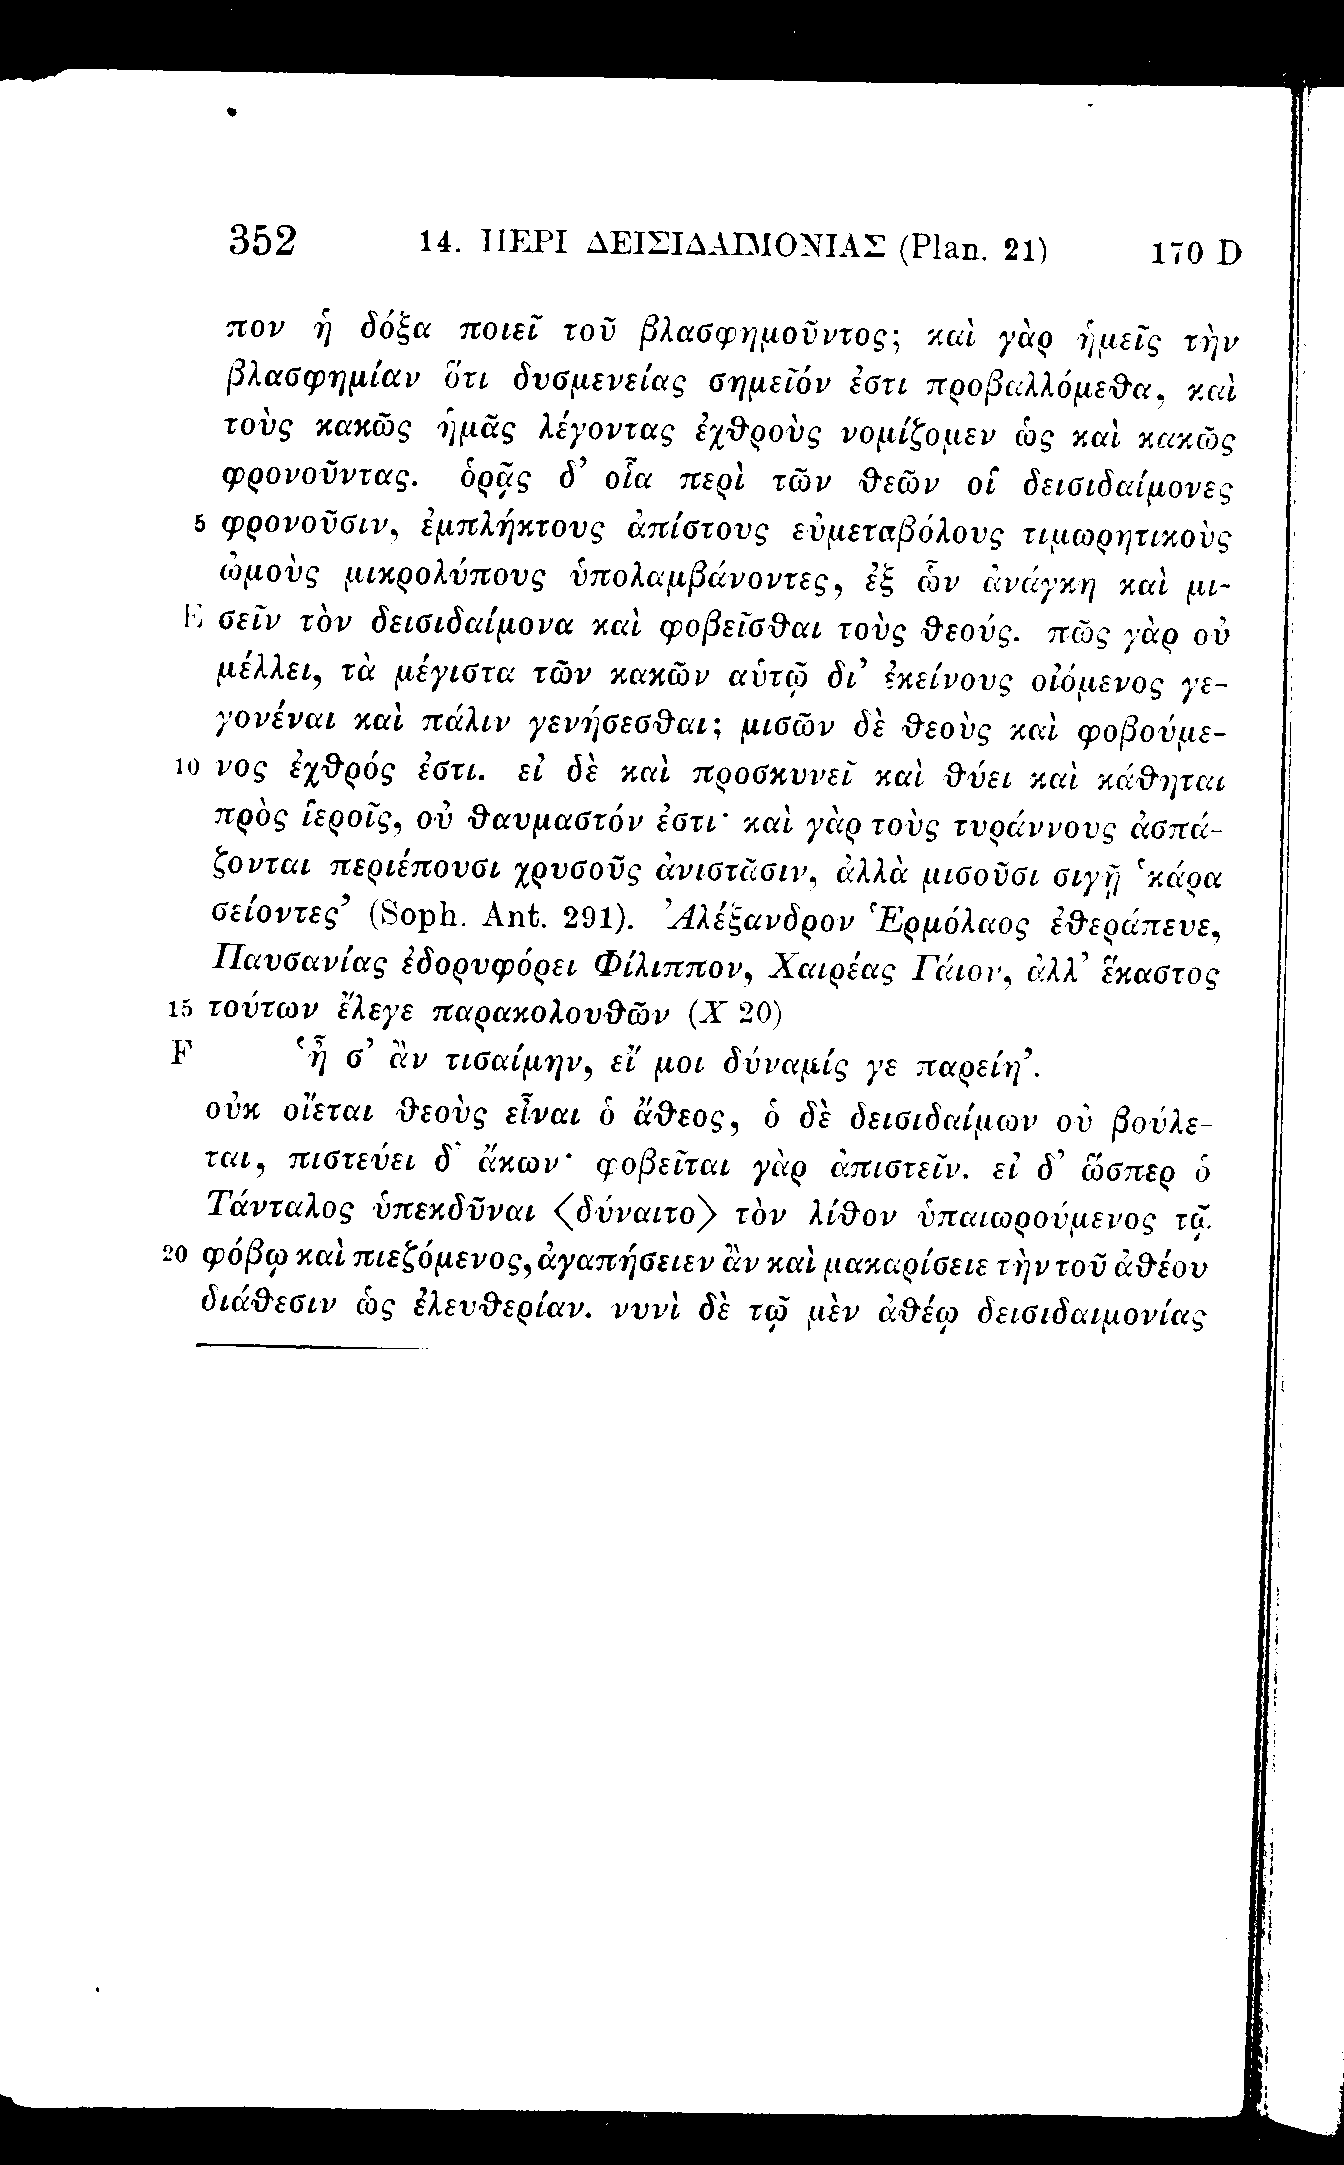 352 14. ΠΕΡΙ ΔΕΙΣΙΔΑΙΜΟΝΙΑΣ (Plan. 21) 170 D
πον ἡ δόξα ποιεῖ τοῦ βλασφημοῦντος; καὶ γὰρ ἡμεῖς τὴν
βλασφημίαν ὅτι δυσμενείας σημεῖόν ἐστι προβαλλόμεθα, καὶ
τοὺς κακῶς ἡμᾶς λέγοντας ἐχθροὺς νομίζομεν ὡς καὶ κακῶς
φρονοῦντας. ὁρᾷς δ’ οἷα περὶ τῶν θεῶν οἱ δεισιδαίμονες
5 φρονοῦσιν, ἐμπλήκτους ἀπίστους εὐμεταβόλους τιμωρητικοὺς
ὠμοὺς μικρολύπους ὑπολαμβάνοντες, ἐξ ὧν ἀνάγκη καὶ μι-
E σεῖν τὸν δεισιδαίμονα καὶ φοβεῖσθαι τοὺς θεούς. πῶς γὰρ οὐ
μέλλει, τὰ μέγιστα τῶν κακῶν αὑτῷ δι’ ἐκείνους οἰόμενος γε-
γονέναι καὶ πάλιν γενήσεσθαι; μισῶν δὲ θεοὺς καὶ φοβούμε-
10 νος ἐχθρός ἐστι. εἰ δὲ καὶ προσκυνεῖ καὶ θύει καὶ κάθηται
πρὸς ἱεροῖς, οὐ θαυμαστόν ἐστι· καὶ γὰρ τοὺς τυράννους ἀσπά-
ζονται περιέπουσι χρυσοῦς ἀνιστᾶσιν, ἀλλὰ μισοῦσι σιγῇ ‘κάρα
σείοντες’ (Soph. Ant. 291). Ἀλέξανδρον Ἑρμόλαος ἐθεράπευε,
Παυσανίας ἐδορυφόρει Φίλιππον, Χαιρέας Γάιον, ἀλλ’ ἕκαστος
15 τούτων ἔλεγε παρακολουθῶν (X 20)
F ‘ἦ σ’ ἂν τισαίμην, εἴ μοι δύναμίς γε παρείη’.
οὐκ οἴεται θεοὺς εἶναι ὁ ἄθεος, ὁ δὲ δεισιδαίμων οὐ βούλε-
ται, πιστεύει δ’ ἄκων· φοβεῖται γὰρ ἀπιστεῖν. εἰ δ’ ὥσπερ ὁ
Τάνταλος ὑπεκδῦναι ⟨δύναιτο⟩ τὸν λίθον ὑπαιωρούμενος τῷ
20 φόβῳ καὶ πιεζόμενος, ἀγαπήσειεν ἂν καὶ μακαρίσειε τὴν τοῦ ἀθέου
διάθεσιν ὡς ἐλευθερίαν. νυνὶ δὲ τῷ μὲν ἀθέῳ δεισιδαιμονίας